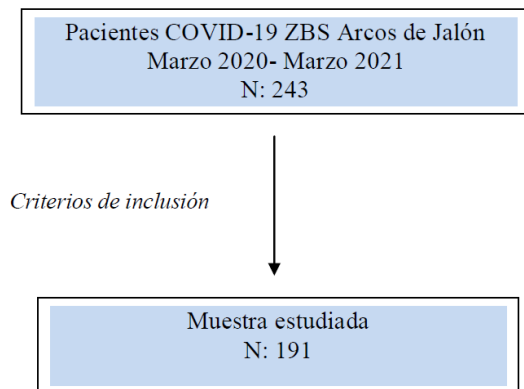 Pacientes COVID-19 ZBS Arcos de Jalón
Marzo 2020- Marzo 2021
N: 243
Criterios de inclusión
Muestra estudiada
N: 191